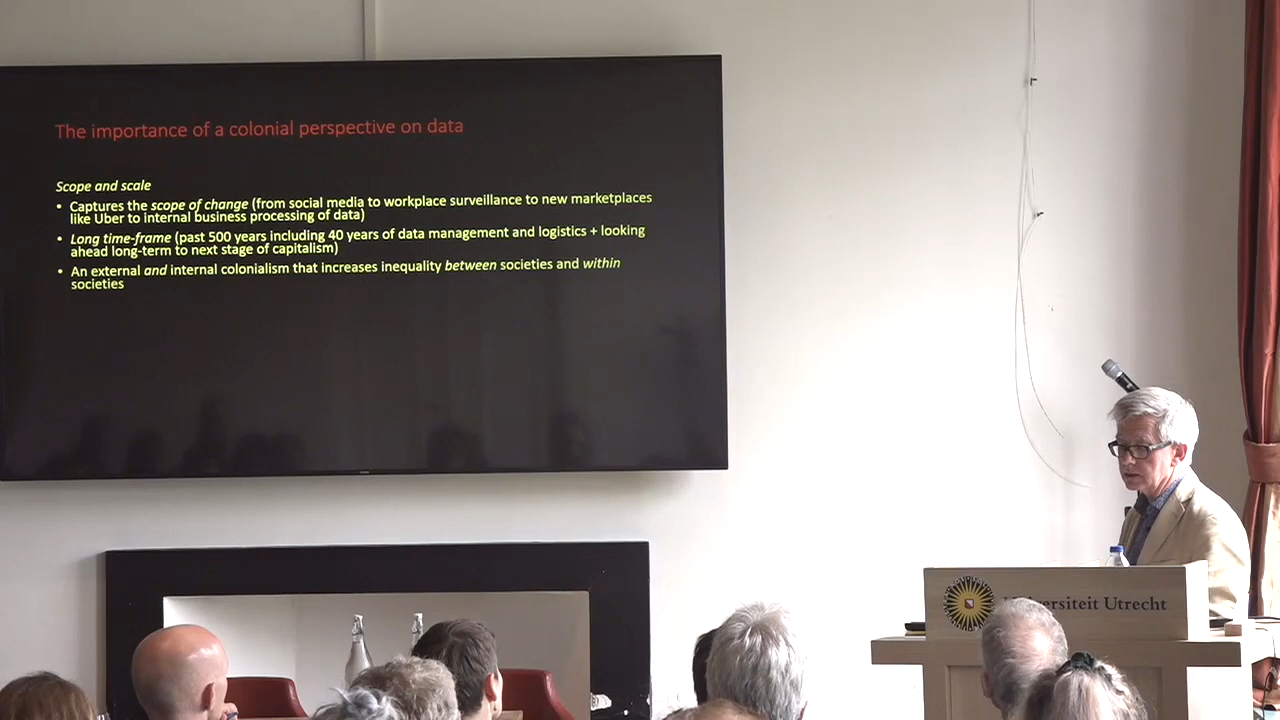 The importance of a colonial perspective on data
Scope and scale
• Captures the scope of change (from social media to workplace surveillance to new marketplaces
like Uber to internal business processing of data)
• Long time-frame (past 500 years including 40 years of data management and logistics + looking
ahead long-term to next stage of capitalism)
• An external and internal colonialism that increases inequality between societies and within
societies
Utrecht